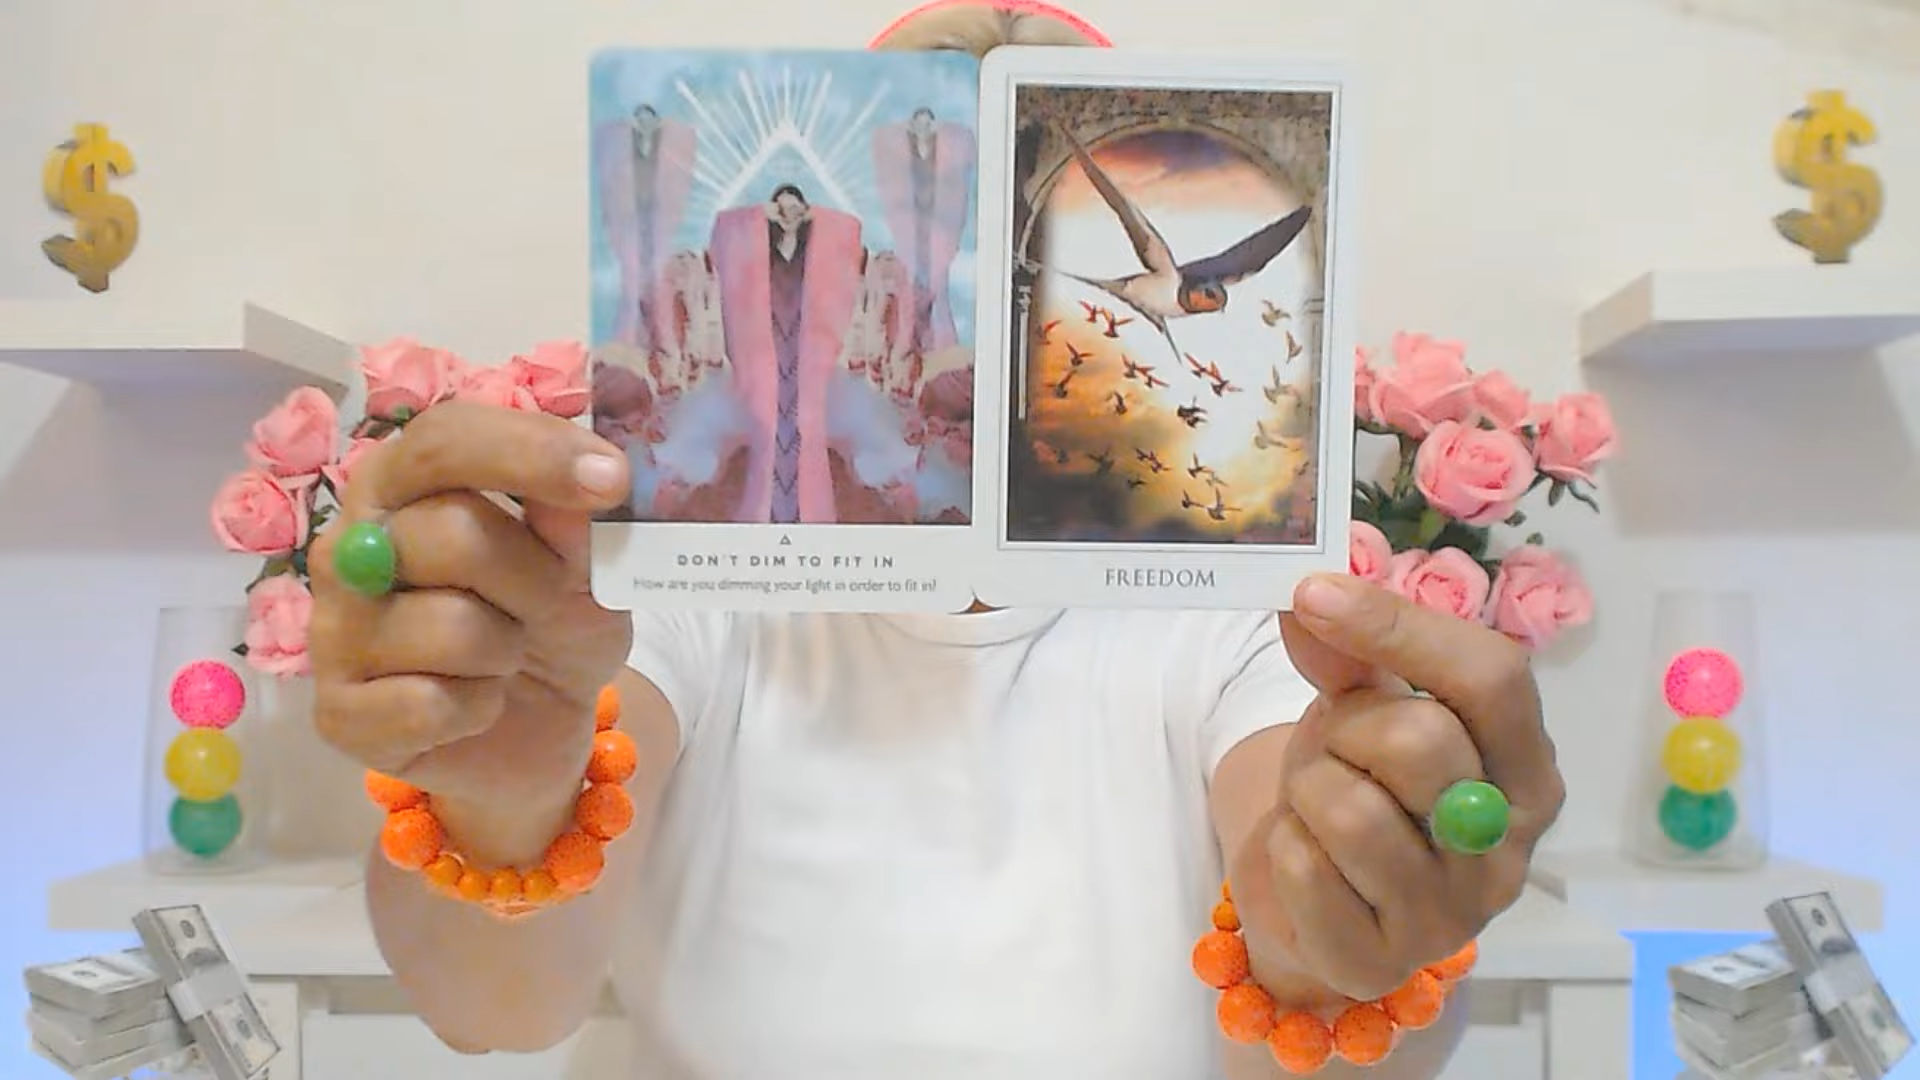 DON'T DIM TO FIT IN
How are you dimming your light in order to fit in?
FREEDOM